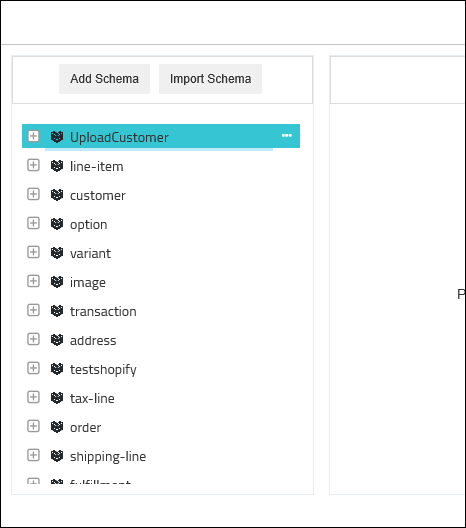 Add Schema Import Schema
UploadCustomer
line-item
customer
option
variant
image
transaction
address
testshopify
tax-line
order
shipping-line
fulfillment
P